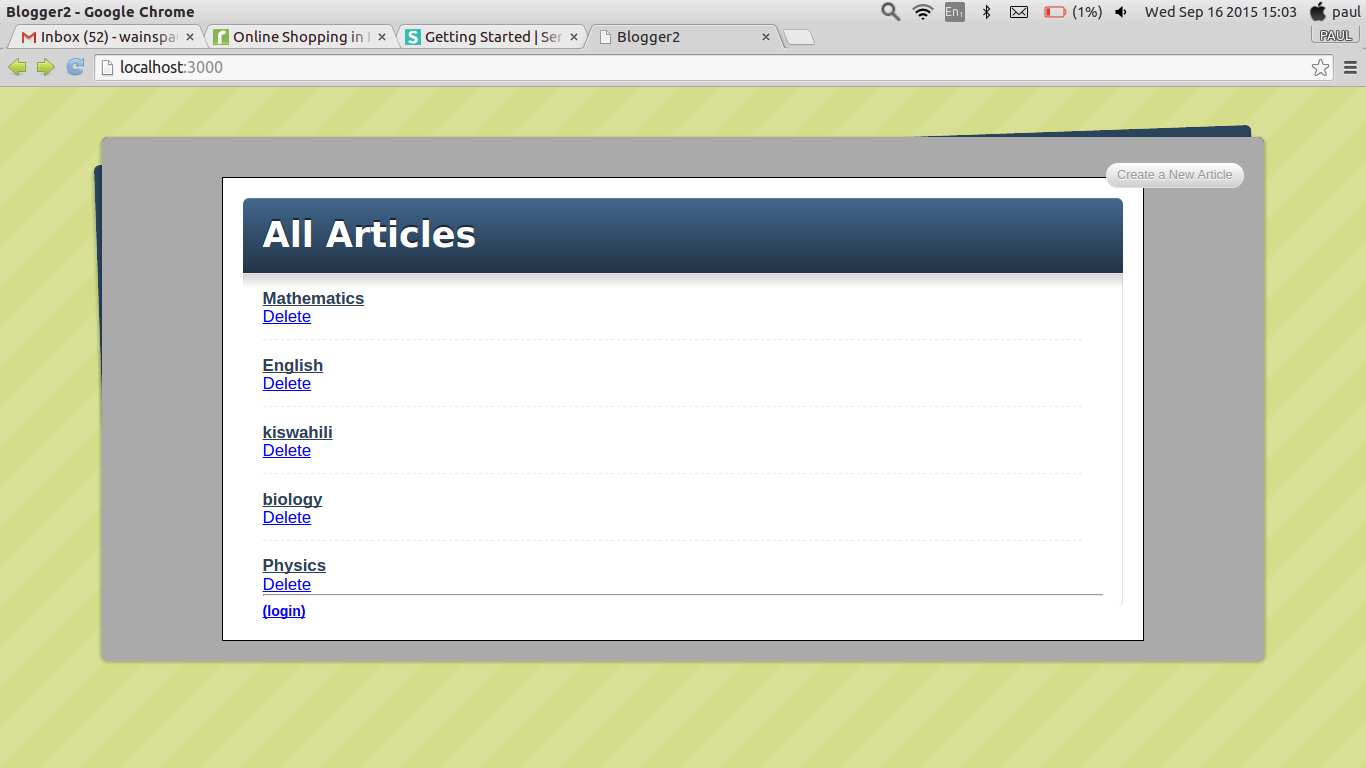 Blogger2 - Google Chrome
En1 (1%) Wed Sep 16 2015 15:03 paul
Inbox (52) - wainspa Online Shopping in Getting Started | Ser Blogger2 PAUL
localhost:3000
Create a New Article
All Articles
Mathematics
Delete
English
Delete
kiswahili
Delete
biology
Delete
Physics
Delete
(login)